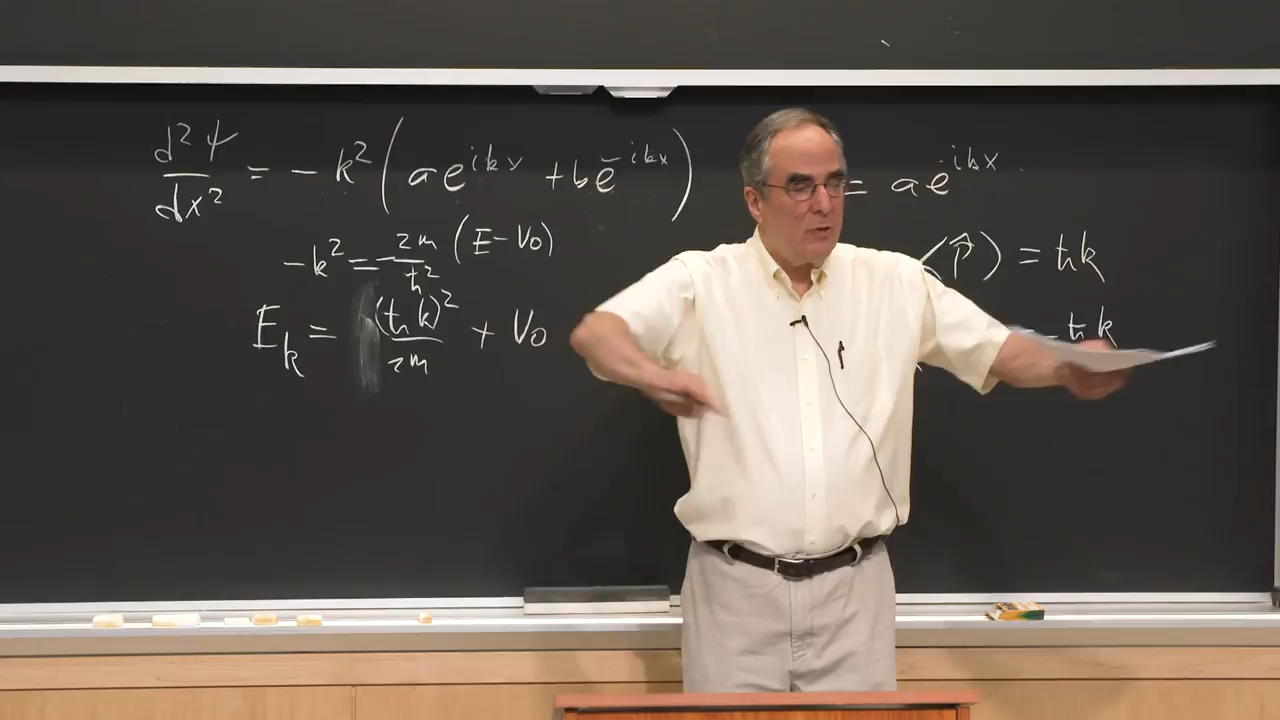 d²ψ/dx² = -k² (ae^{ikx} + be^{-ikx})
= ae^{ikx}
-k² = -2m/ħ² (E-V₀)
⟨p̂⟩ = ħk
E_k = (ħk)²/2m + V₀
ħk